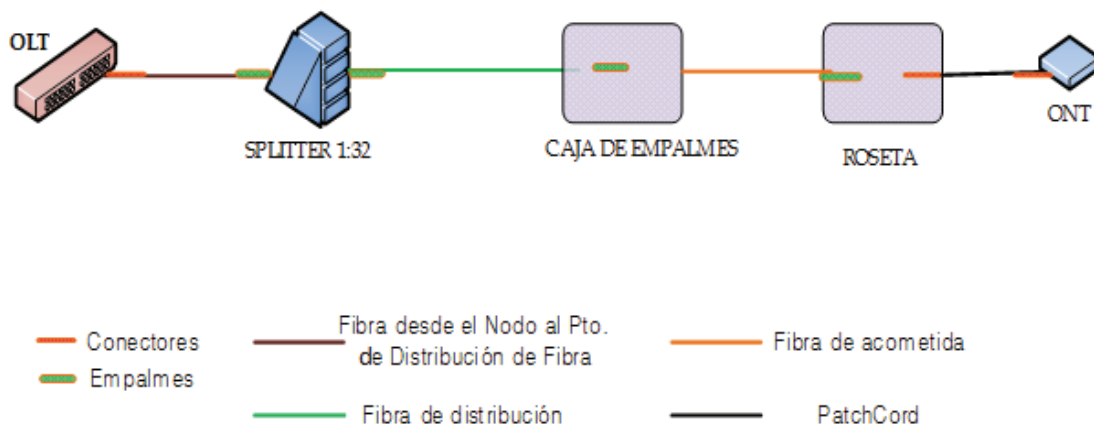 OLT
SPLITTER 1:32
CAJA DE EMPALMES
ROSETA
ONT
Conectores
Empalmes
Fibra desde el Nodo al Pto.
de Distribución de Fibra
Fibra de distribución
Fibra de acometida
PatchCord